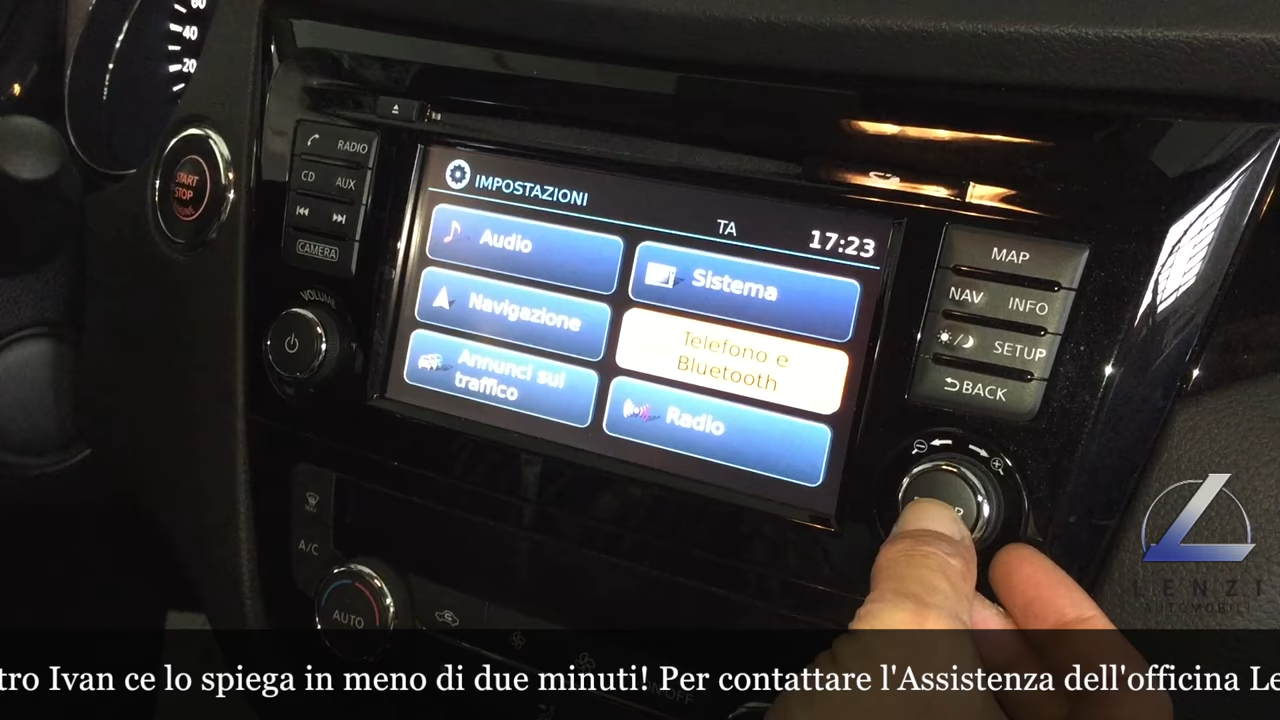 60
40
20
START
STOP
RADIO
CD
AUX
CAMERA
VOLUME
IMPOSTAZIONI
TA
17:23
Audio
Sistema
Navigazione
Telefono e
Bluetooth
Annunci sul
traffico
Radio
MAP
NAV
INFO
SETUP
BACK
MAX
A/C
AUTO
LENZI
AUTOMOBILI
tro Ivan ce lo spiega in meno di due minuti! Per contattare l'Assistenza dell'officina Le